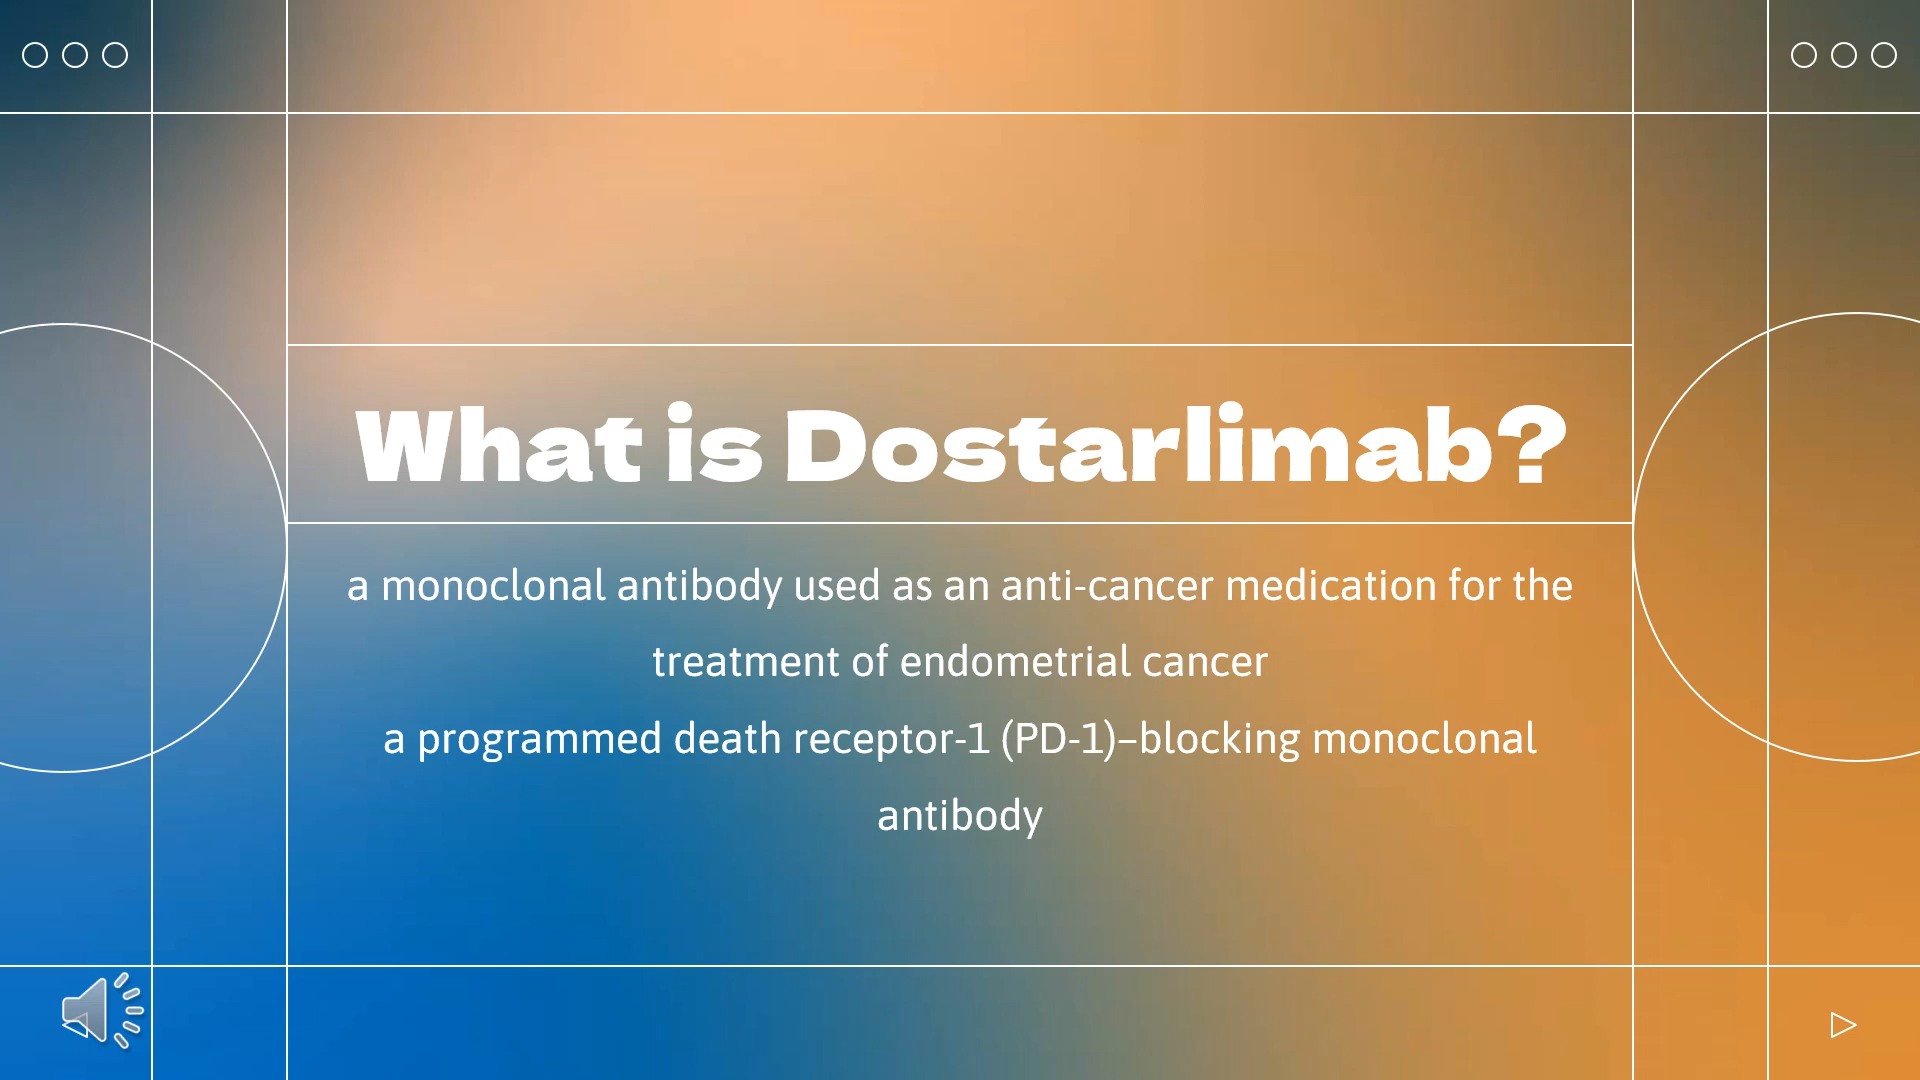 What is Dostarlimab?
a monoclonal antibody used as an anti-cancer medication for the
treatment of endometrial cancer
a programmed death receptor-1 (PD-1)–blocking monoclonal
antibody